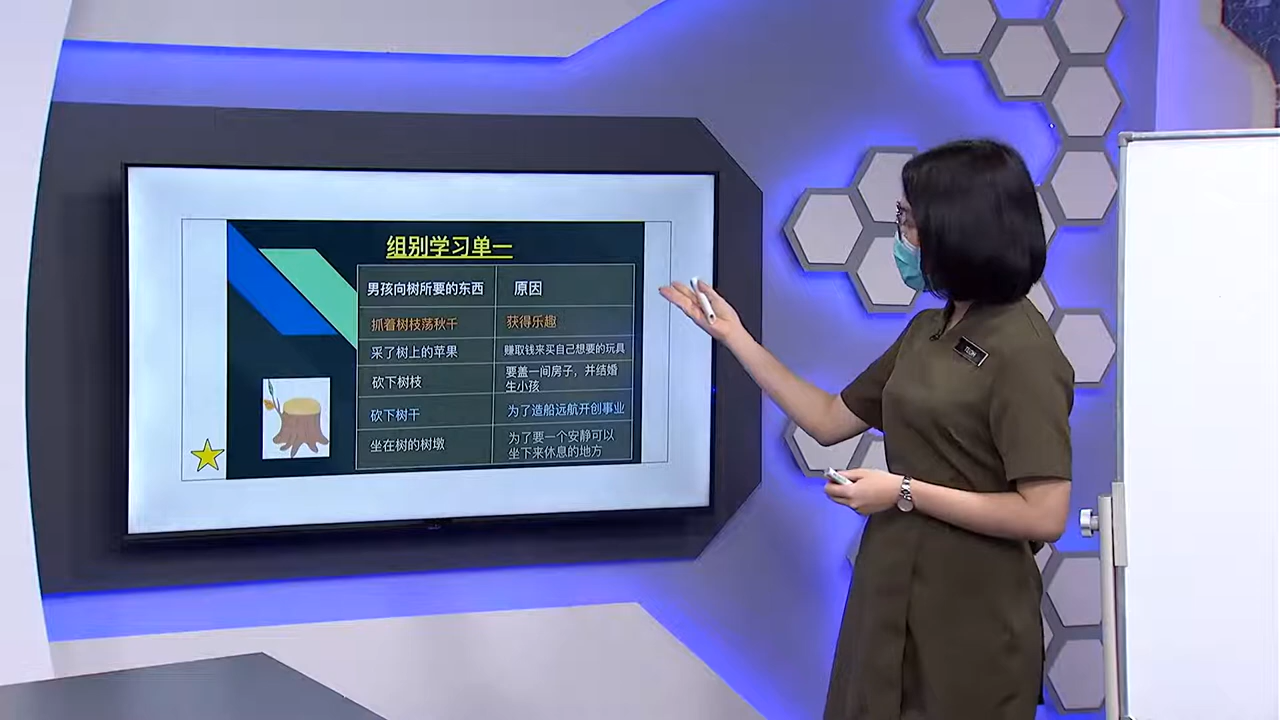 组别学习单一
男孩向树所要的东西
原因
抓着树枝荡秋千
获得乐趣
采了树上的苹果
赚取钱来买自己想要的玩具
砍下树枝
要盖一间房子，并结婚
生小孩
砍下树干
为了造船远航开创事业
坐在树的树墩
为了要一个安静可以
坐下来休息的地方